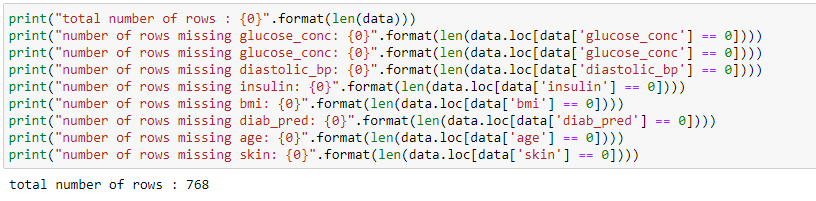 print("total number of rows : {0}".format(len(data)))
print("number of rows missing glucose_conc: {0}".format(len(data.loc[data['glucose_conc'] == 0])))
print("number of rows missing glucose_conc: {0}".format(len(data.loc[data['glucose_conc'] == 0])))
print("number of rows missing diastolic_bp: {0}".format(len(data.loc[data['diastolic_bp'] == 0])))
print("number of rows missing insulin: {0}".format(len(data.loc[data['insulin'] == 0])))
print("number of rows missing bmi: {0}".format(len(data.loc[data['bmi'] == 0])))
print("number of rows missing diab_pred: {0}".format(len(data.loc[data['diab_pred'] == 0])))
print("number of rows missing age: {0}".format(len(data.loc[data['age'] == 0])))
print("number of rows missing skin: {0}".format(len(data.loc[data['skin'] == 0])))
total number of rows : 768